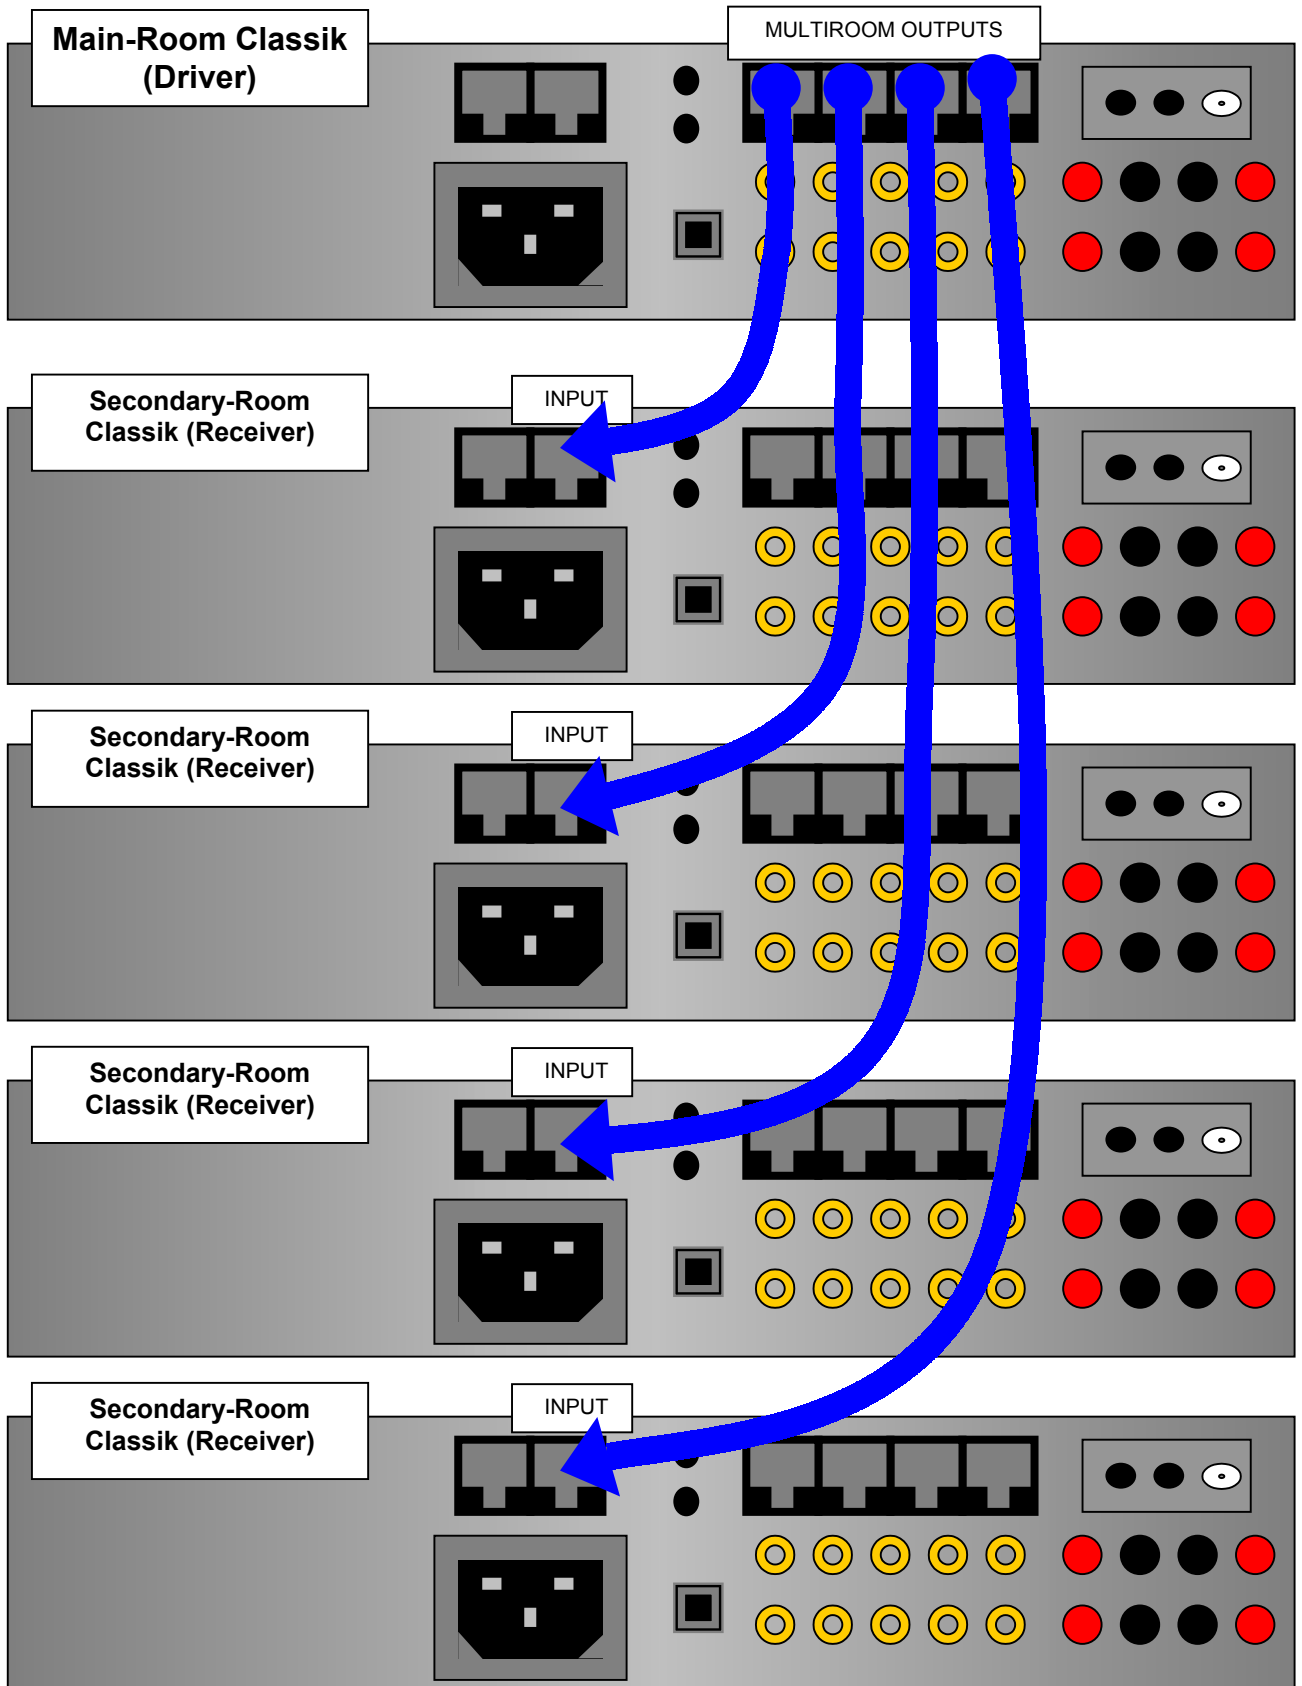 Main-Room Classik
(Driver)
MULTIROOM OUTPUTS
Secondary-Room
Classik (Receiver)
INPUT
Secondary-Room
Classik (Receiver)
INPUT
Secondary-Room
Classik (Receiver)
INPUT
Secondary-Room
Classik (Receiver)
INPUT